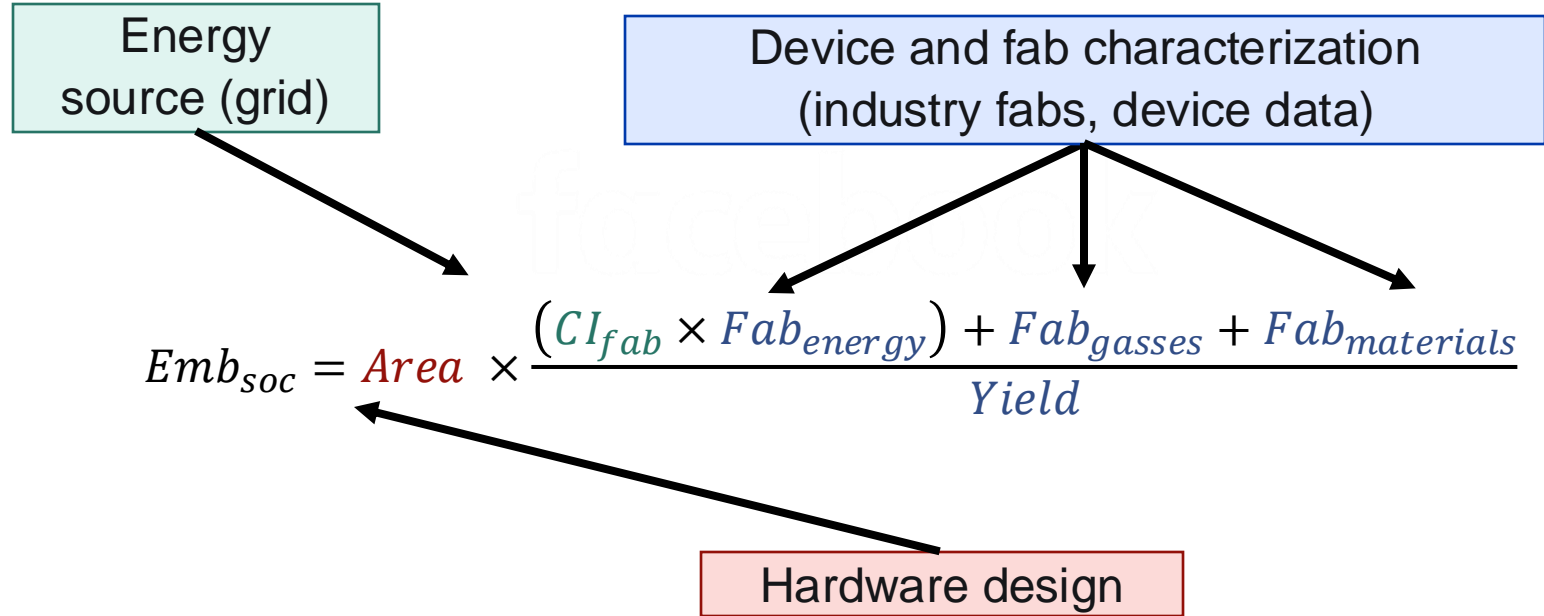 Energy
source (grid)
Device and fab characterization
(industry fabs, device data)
Emb_soc = Area × ((CI_fab × Fab_energy) + Fab_gasses + Fab_materials) / Yield
Hardware design